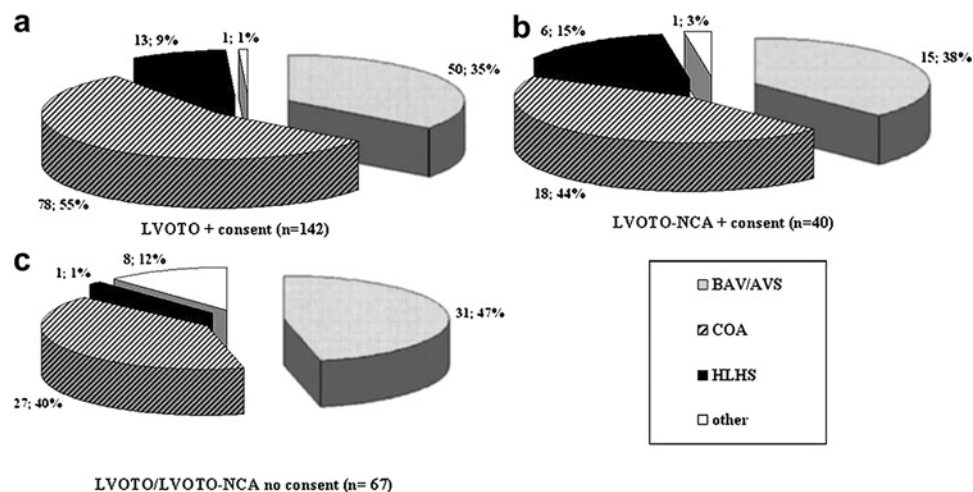 a
13; 9%
1; 1%
50; 35%
78; 55%
LVOTO + consent (n=142)
b
6; 15%
1; 3%
15; 38%
18; 44%
LVOTO-NCA + consent (n=40)
c
1; 1%
8; 12%
31; 47%
27; 40%
LVOTO/LVOTO-NCA no consent (n= 67)
BAV/AVS
COA
HLHS
other